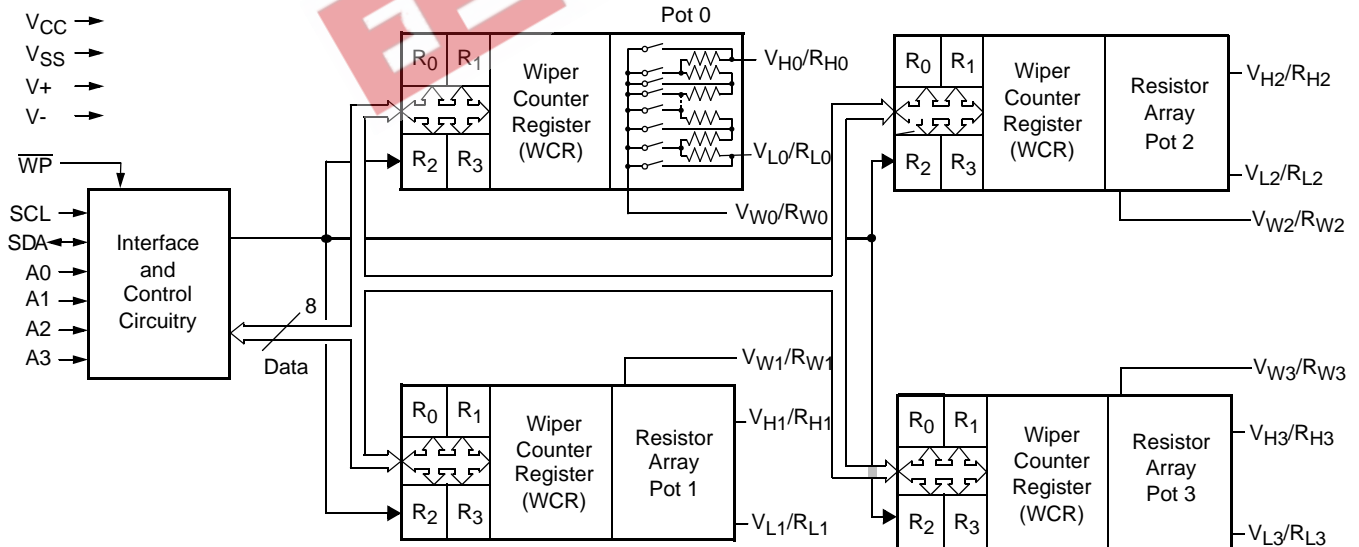 Pot 0
VCC
VSS
V+
V-
WP
SCL
SDA
A0
A1
A2
A3
Interface
and
Control
Circuitry
8
Data
R0 R1
R2 R3
Wiper
Counter
Register
(WCR)
VH0/RH0
VL0/RL0
VW0/RW0
R0 R1
R2 R3
Wiper
Counter
Register
(WCR)
Resistor
Array
Pot 2
VH2/RH2
VL2/RL2
VW2/RW2
VW1/RW1
R0 R1
R2 R3
Wiper
Counter
Register
(WCR)
Resistor
Array
Pot 1
VH1/RH1
VL1/RL1
VW3/RW3
R0 R1
R2 R3
Wiper
Counter
Register
(WCR)
Resistor
Array
Pot 3
VH3/RH3
VL3/RL3